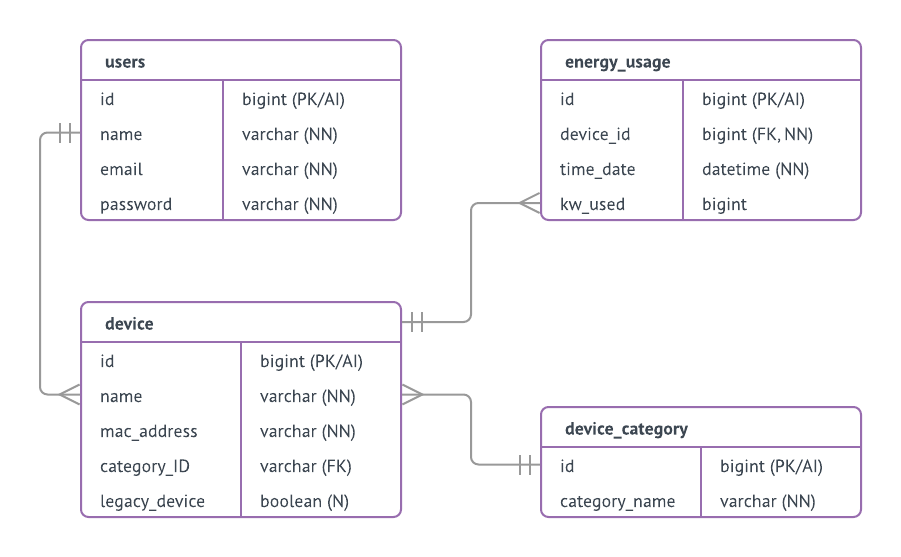 users
id bigint (PK/AI)
name varchar (NN)
email varchar (NN)
password varchar (NN)
energy_usage
id bigint (PK/AI)
device_id bigint (FK, NN)
time_date datetime (NN)
kw_used bigint
device
id bigint (PK/AI)
name varchar (NN)
mac_address varchar (NN)
category_ID varchar (FK)
legacy_device boolean (N)
device_category
id bigint (PK/AI)
category_name varchar (NN)